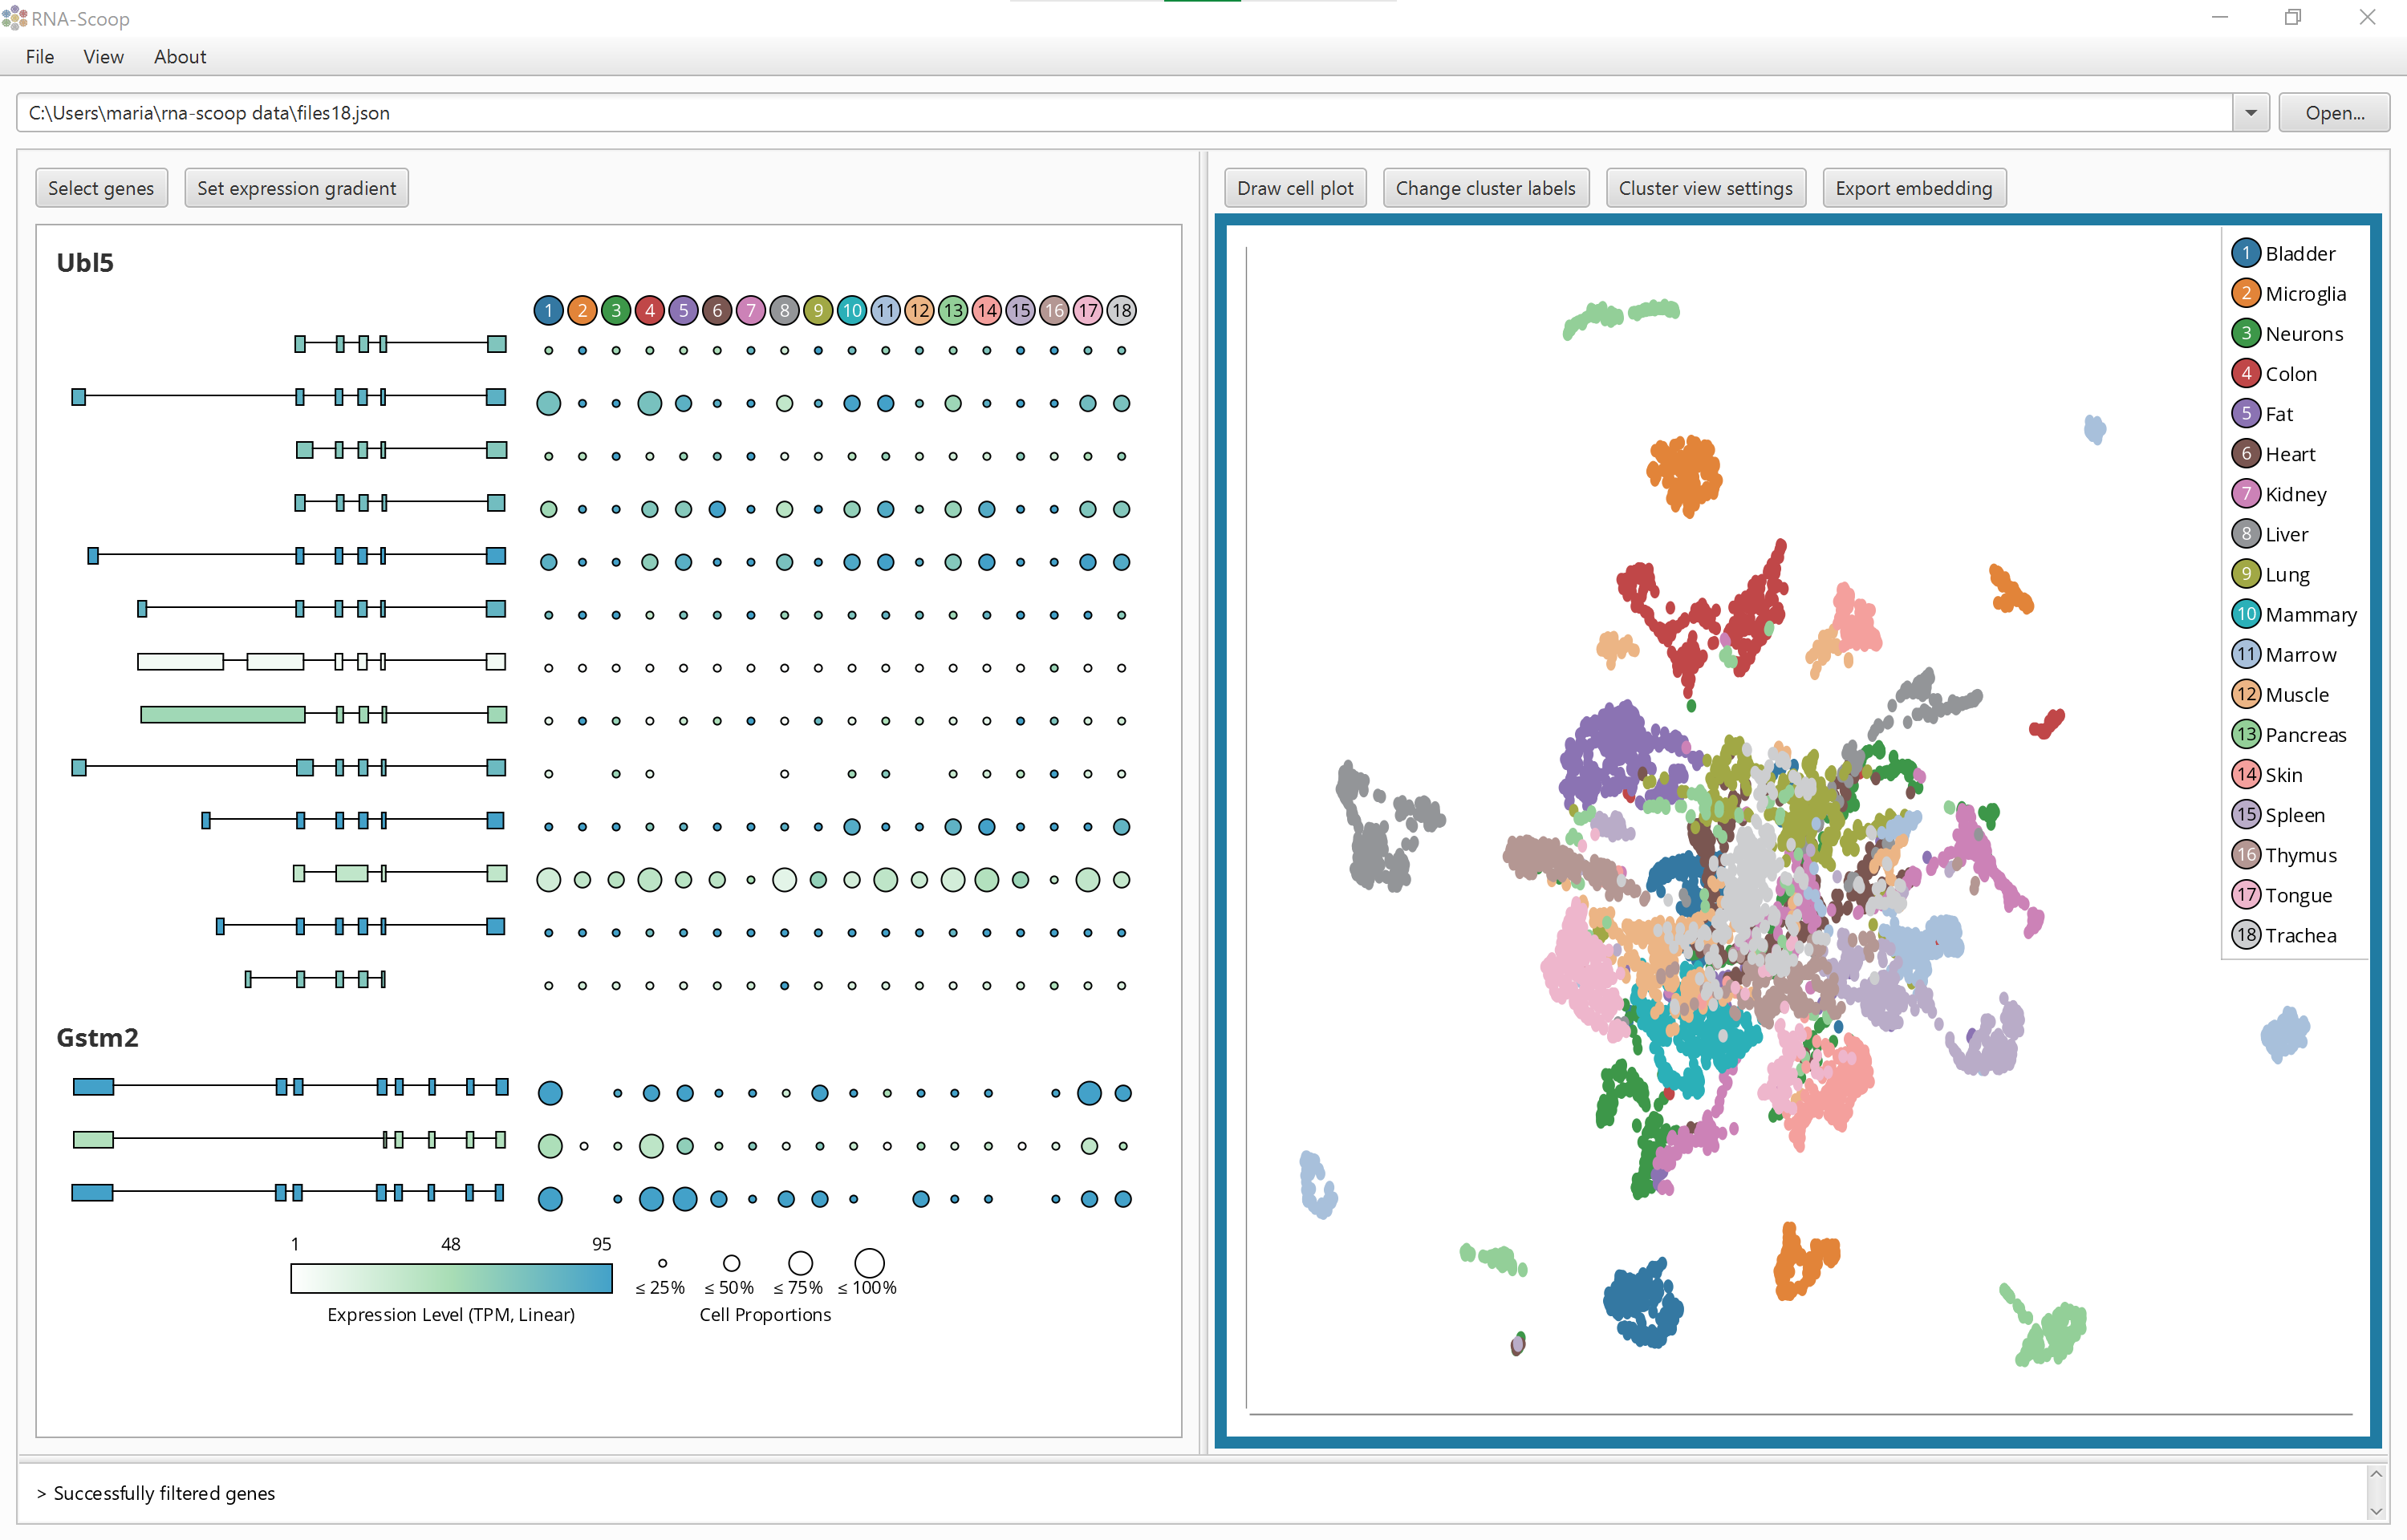 RNA-Scoop
File View About
C:\Users\maria\rna-scoop data\files18.json
Open...
Select genes Set expression gradient
Draw cell plot Change cluster labels Cluster view settings Export embedding
Ubl5
1 2 3 4 5 6 7 8 9 10 11 12 13 14 15 16 17 18
Gstm2
1 48 95
Expression Level (TPM, Linear)
≤ 25% ≤ 50% ≤ 75% ≤ 100%
Cell Proportions
1 Bladder
2 Microglia
3 Neurons
4 Colon
5 Fat
6 Heart
7 Kidney
8 Liver
9 Lung
10 Mammary
11 Marrow
12 Muscle
13 Pancreas
14 Skin
15 Spleen
16 Thymus
17 Tongue
18 Trachea
> Successfully filtered genes